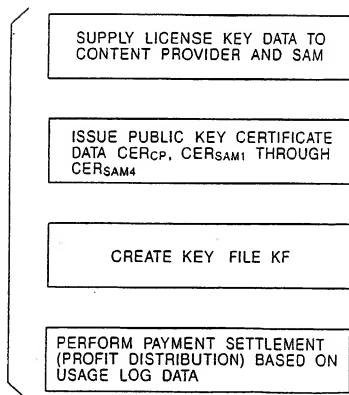 SUPPLY LICENSE KEY DATA TO
CONTENT PROVIDER AND SAM
ISSUE PUBLIC KEY CERTIFICATE
DATA CERCP, CERSAM1 THROUGH
CERSAM4
CREATE KEY FILE KF
PERFORM PAYMENT SETTLEMENT
(PROFIT DISTRIBUTION) BASED ON
USAGE LOG DATA